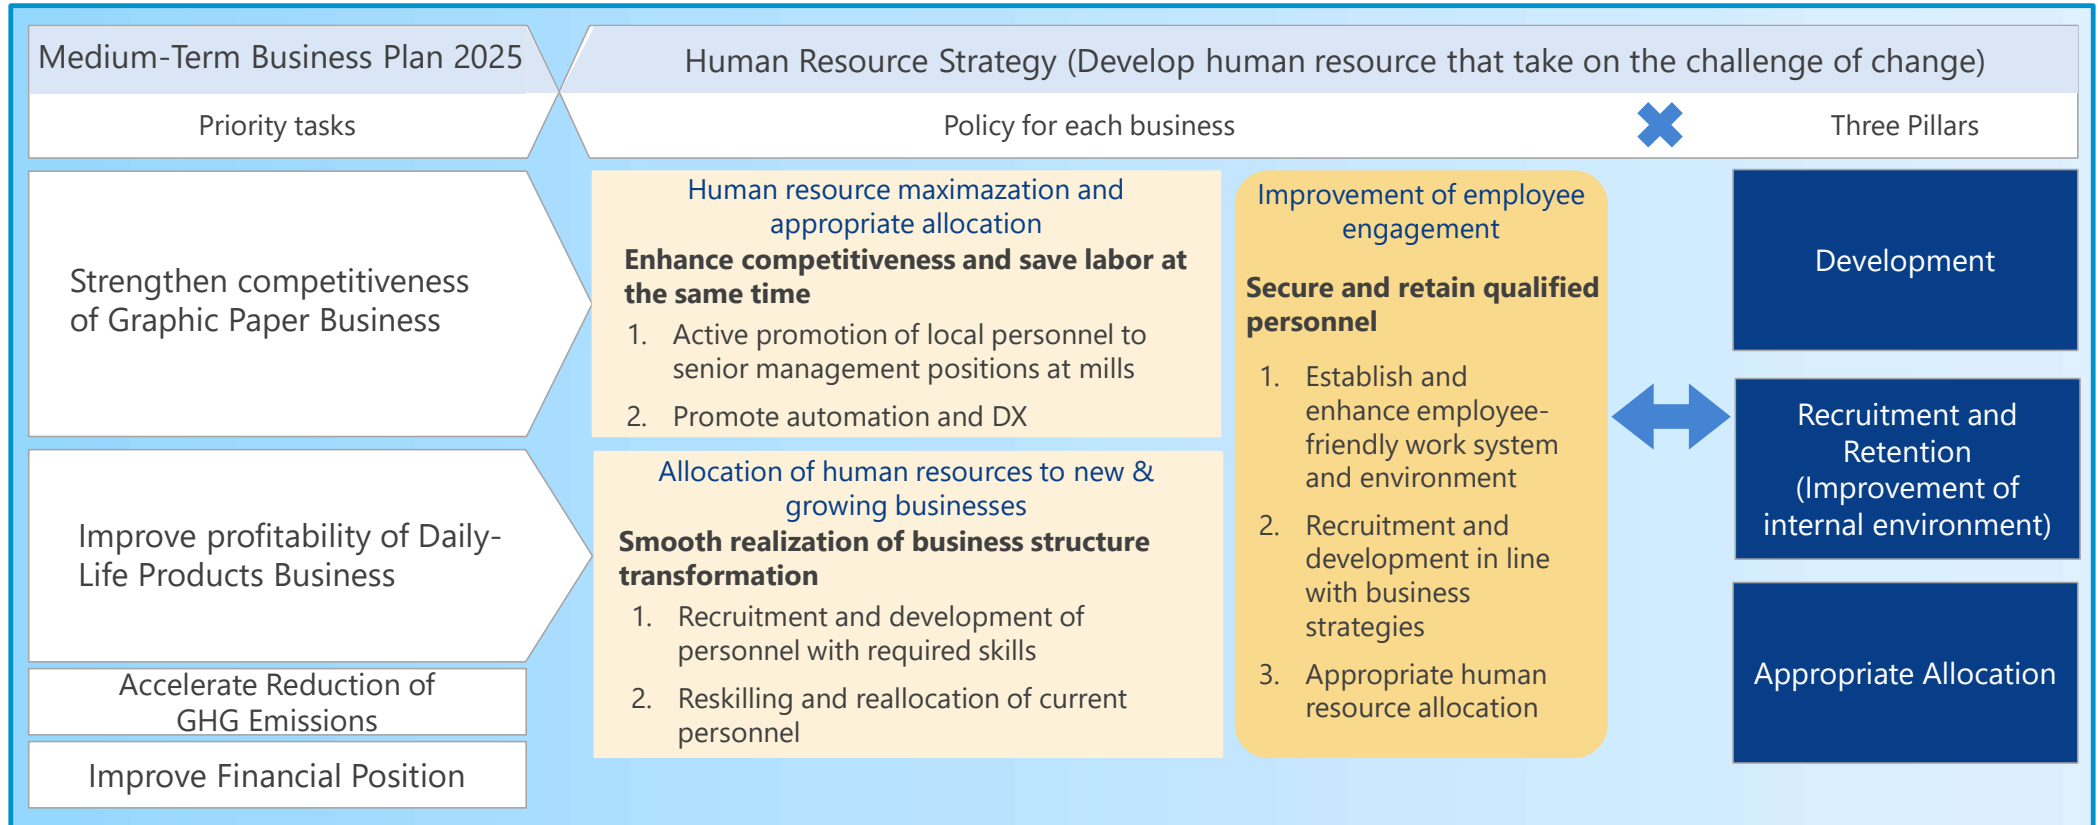 Medium-Term Business Plan 2025
Human Resource Strategy (Develop human resource that take on the challenge of change)
Priority tasks
Policy for each business
Three Pillars
Strengthen competitiveness
of Graphic Paper Business
Improve profitability of Daily-
Life Products Business
Accelerate Reduction of
GHG Emissions
Improve Financial Position
Human resource maximazation and
appropriate allocation
Enhance competitiveness and save labor at
the same time
1. Active promotion of local personnel to
senior management positions at mills
2. Promote automation and DX
Allocation of human resources to new &
growing businesses
Smooth realization of business structure
transformation
1. Recruitment and development of
personnel with required skills
2. Reskilling and reallocation of current
personnel
Improvement of employee
engagement
Secure and retain qualified
personnel
1. Establish and
enhance employee-
friendly work system
and environment
2. Recruitment and
development in line
with business
strategies
3. Appropriate human
resource allocation
Development
Recruitment and
Retention
(Improvement of
internal environment)
Appropriate Allocation